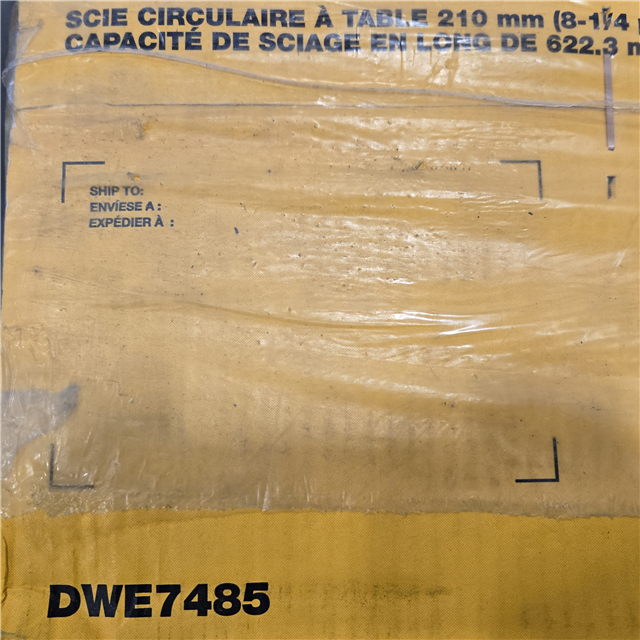 SCIE CIRCULAIRE À TABLE 210 mm (8-1/4
CAPACITÉ DE SCIAGE EN LONG DE 622.3 m
SHIP TO:
ENVÍESE A :
EXPÉDIER À :
DWE7485